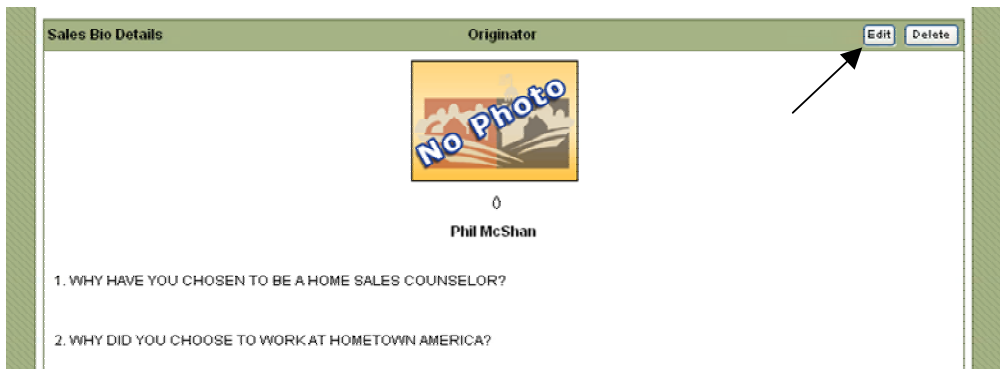 Sales Bio Details Originator Edit Delete
No Photo
()
Phil McShan
1. WHY HAVE YOU CHOSEN TO BE A HOME SALES COUNSELOR?
2. WHY DID YOU CHOOSE TO WORK AT HOMETOWN AMERICA?